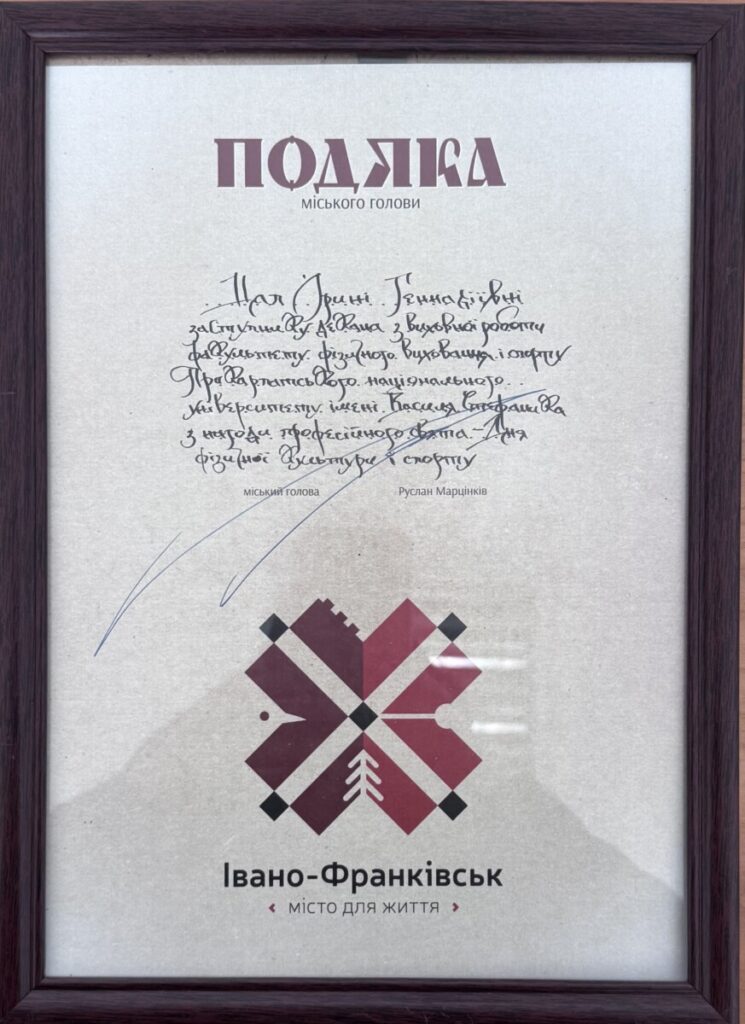 ПОДЯКА
міського голови
Цап Ірині Геннадіївні
заступнику декана з виховної роботи
факультету фізичного виховання і спорту
Прикарпатського національного
університету імені Василя Стефаника
з нагоди професійного свята - Дня
фізичної культури і спорту
міський голова Руслан Марцінків
Івано-Франківськ
‹ місто для життя ›